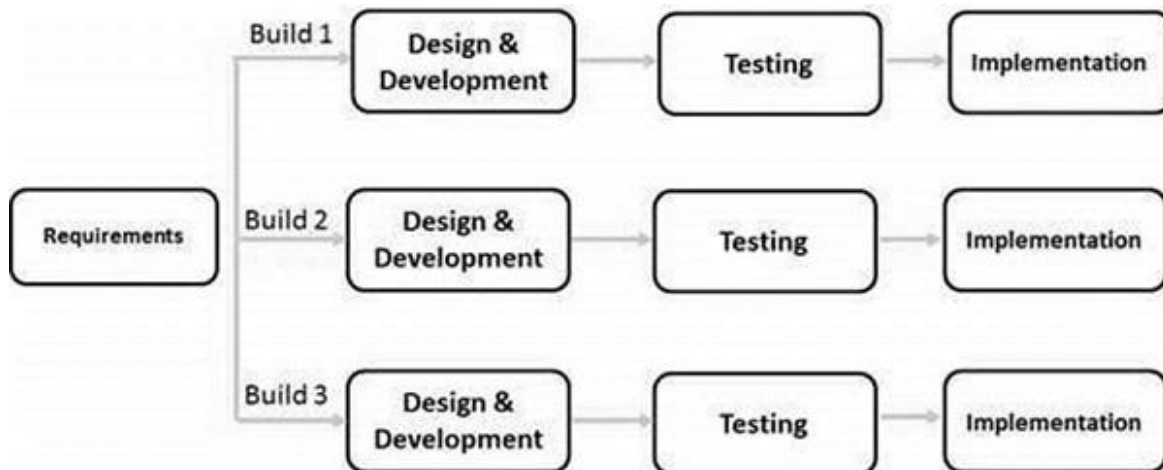 Build 1
Design &
Development
Testing
Implementation
Requirements
Build 2
Design &
Development
Testing
Implementation
Build 3
Design &
Development
Testing
Implementation